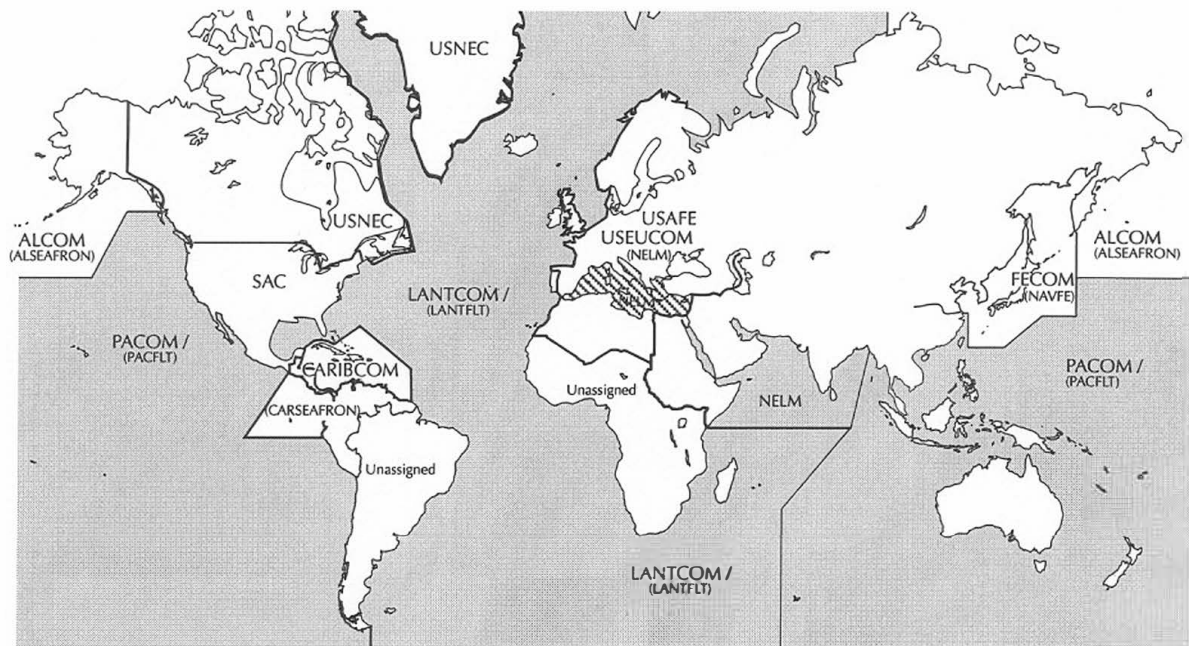 USNEC
USNEC
ALCOM
(ALSEAFRON)
SAC
LANTCOM /
(LANTFLT)
USAFE
USEUCOM
(NELM)
ALCOM
(ALSEAFRON)
FECOM
(NAVFE)
PACOM /
(PACFLT)
CARIBCOM
(CARSEAFRON)
Unassigned
Unassigned
NELM
PACOM /
(PACFLT)
LANTCOM /
(LANTFLT)